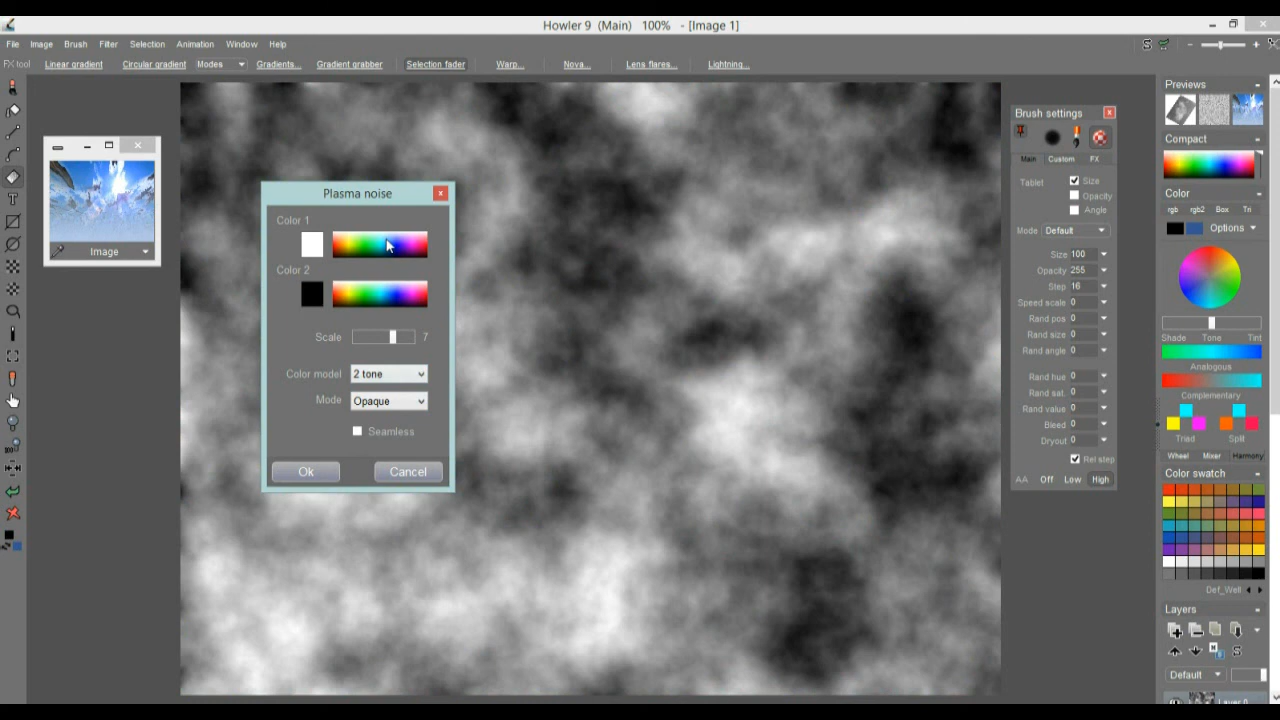 Howler 9 (Main) 100% - [Image 1]
File Image Brush Filter Selection Animation Window Help
S
FX tool Linear gradient Circular gradient Modes Gradients... Gradient grabber Selection fader Warp... Nova... Lens flares... Lightning...
Image
Plasma noise
Color 1
Color 2
Scale 7
Color model 2 tone
Mode Opaque
Seamless
Ok Cancel
Brush settings
Main Custom FX
Tablet Size
Opacity
Angle
Mode Default
Size 100
Opacity 255
Step 16
Speed scale 0
Rand pos 0
Rand size 0
Rand angle 0
Rand hue 0
Rand sat. 0
Rand value 0
Bleed 0
Dryout 0
Rel step
AA Off Low High
Previews
Compact
Color
rgb rgb2 Box Tri
Options
Shade Tone Tint
Analogous
Complementary
Triad Split
Wheel Mixer Harmony
Color swatch
Def_Well
Layers
S
Default
Layer 0